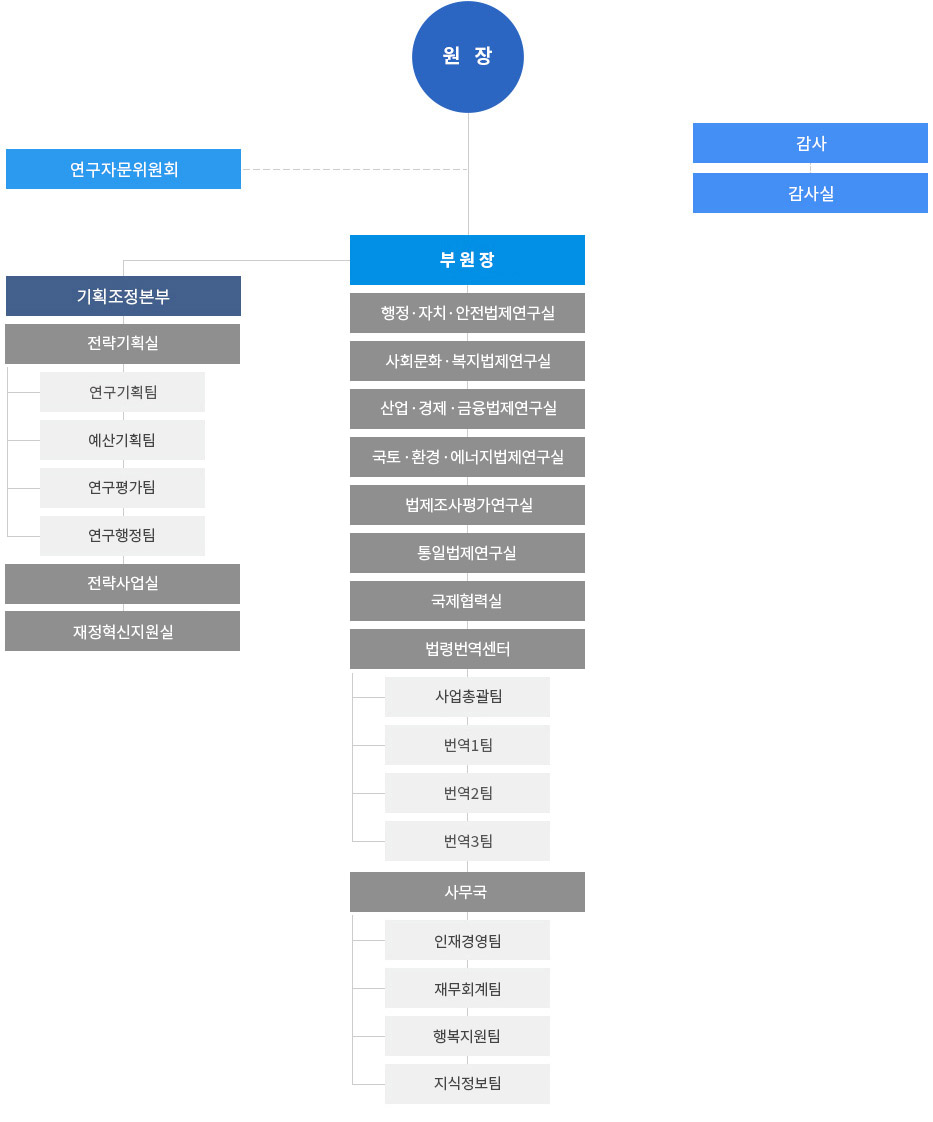 원 장
감사
연구자문위원회
감사실
부 원 장
기획조정본부
전략기획실
연구기획팀
예산기획팀
연구평가팀
연구행정팀
전략사업실
재정혁신지원실
행정·자치·안전법제연구실
사회문화·복지법제연구실
산업·경제·금융법제연구실
국토·환경·에너지법제연구실
법제조사평가연구실
통일법제연구실
국제협력실
법령번역센터
사업총괄팀
번역1팀
번역2팀
번역3팀
사무국
인재경영팀
재무회계팀
행복지원팀
지식정보팀